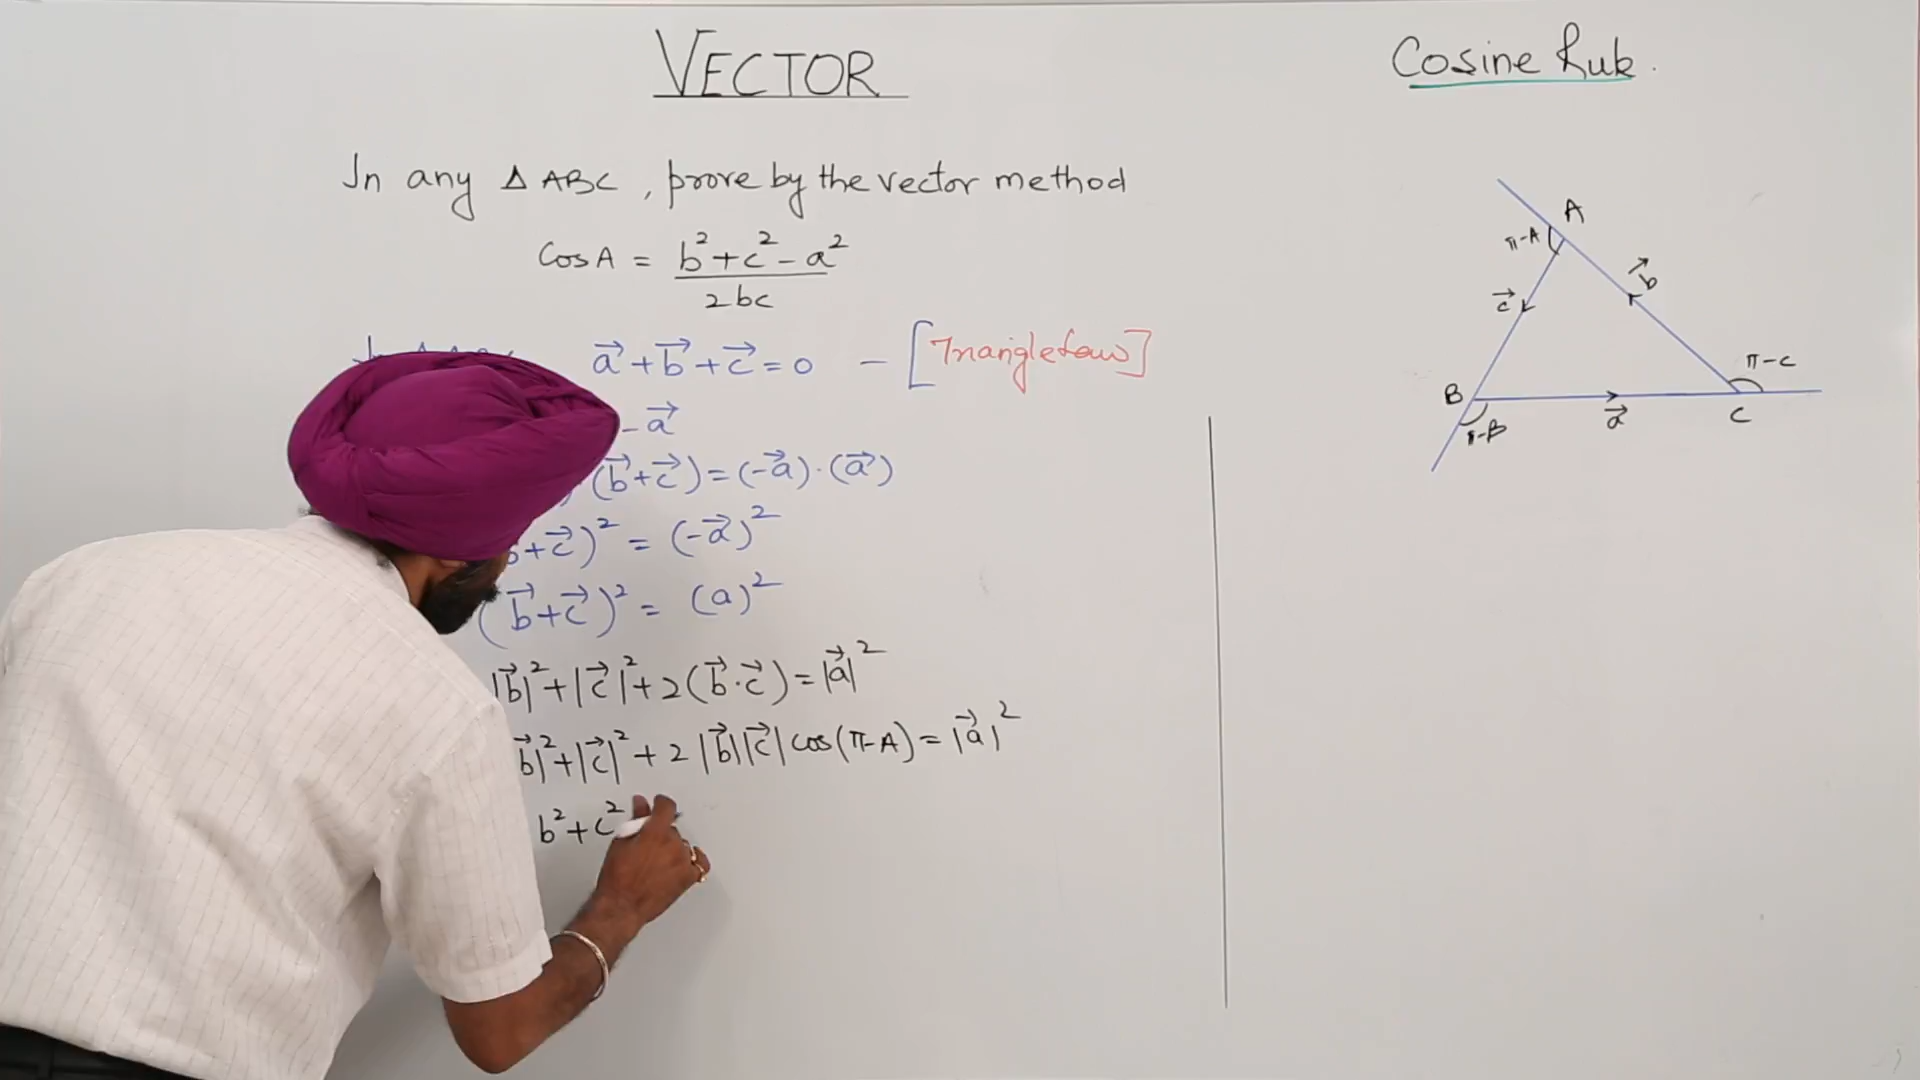 VECTOR
Cosine Rule.
In any Δ ABC, prove by the vector method
Cos A = b²+c²-a² / 2bc
a⃗ + b⃗ + c⃗ = 0 - [Triangle Law]
- a⃗
(b⃗+c⃗) = (-a⃗)·(a⃗)
+c⃗)² = (-a⃗)²
(b⃗+c⃗)² = (a)²
|b⃗|²+|c⃗|²+2(b⃗·c⃗) = |a⃗|²
b⃗|²+|c⃗|²+2|b⃗||c⃗| cos(π-A) = |a⃗|²
b²+c²
A
π-A
b⃗
c⃗
π-C
B
a⃗
C
π-B